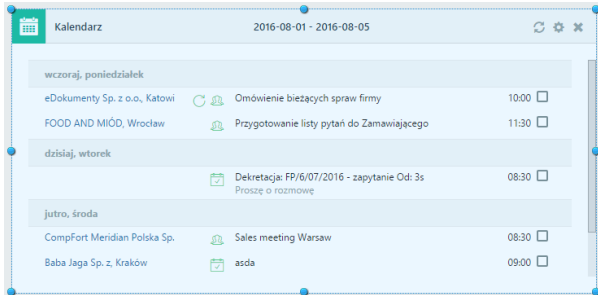 Kalendarz 2016-08-01 - 2016-08-05
wczoraj, poniedziałek
eDokumenty Sp. z o.o., Katowi Omówienie bieżących spraw firmy 10:00
FOOD AND MIÓD, Wrocław Przygotowanie listy pytań do Zamawiającego 11:30
dzisiaj, wtorek
Dekretacja: FP/6/07/2016 - zapytanie Od: 3s 08:30
Proszę o rozmowę
jutro, środa
CompFort Meridian Polska Sp. Sales meeting Warsaw 08:30
Baba Jaga Sp. z, Kraków asda 09:00